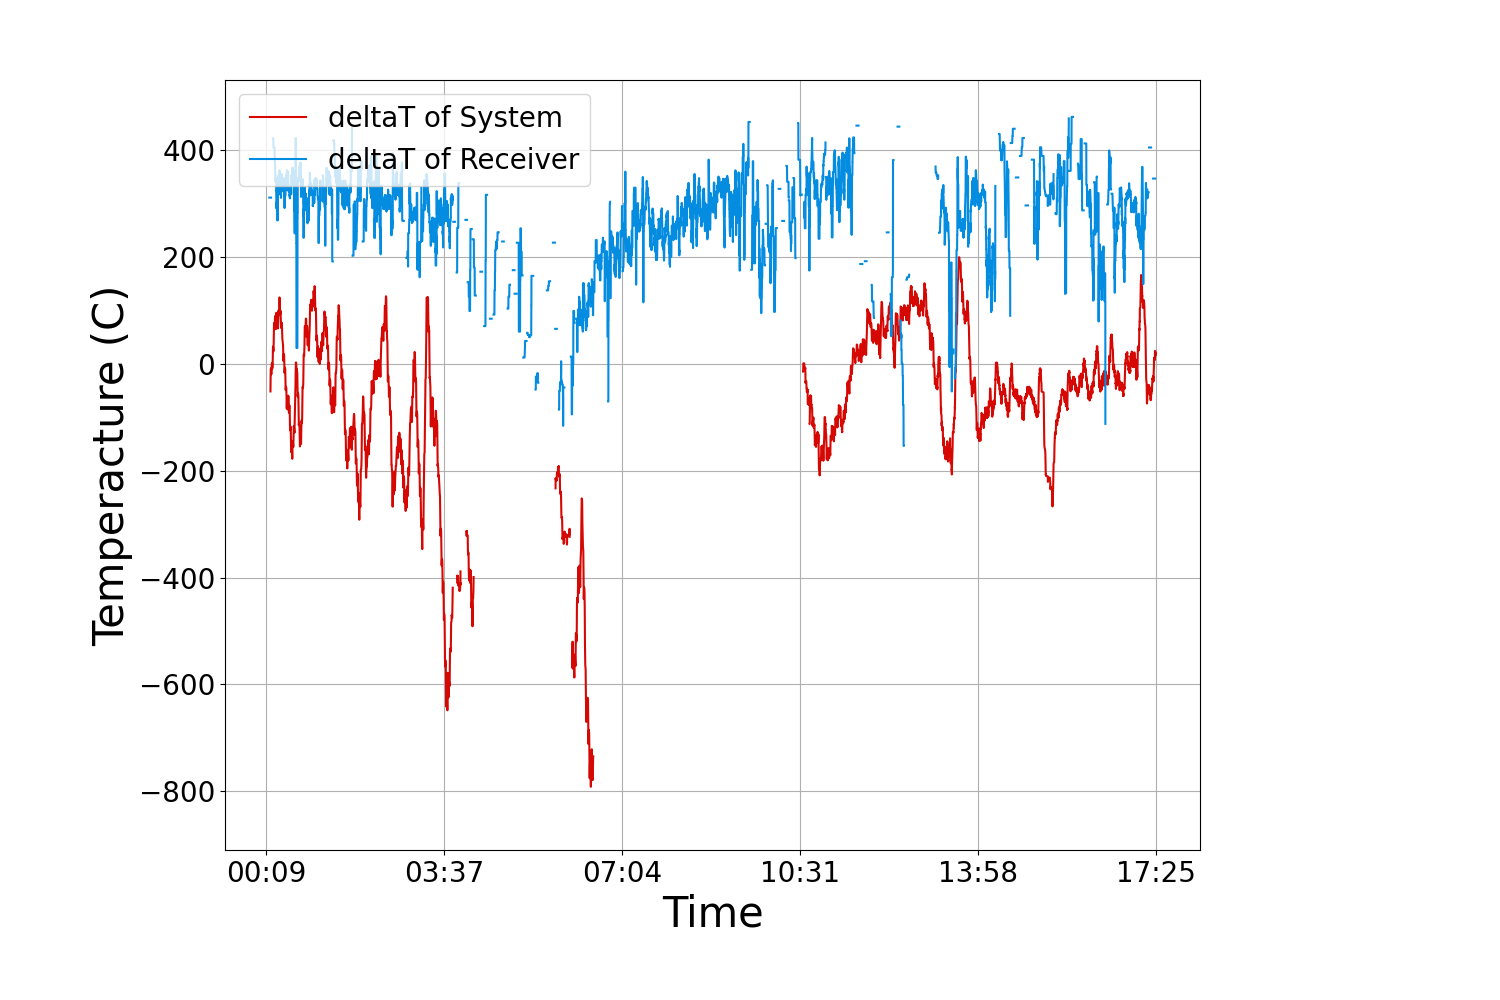 deltaT of System
deltaT of Receiver
400
200
0
−200
−400
−600
−800
Temperacture (C)
00:09 03:37 07:04 10:31 13:58 17:25
Time